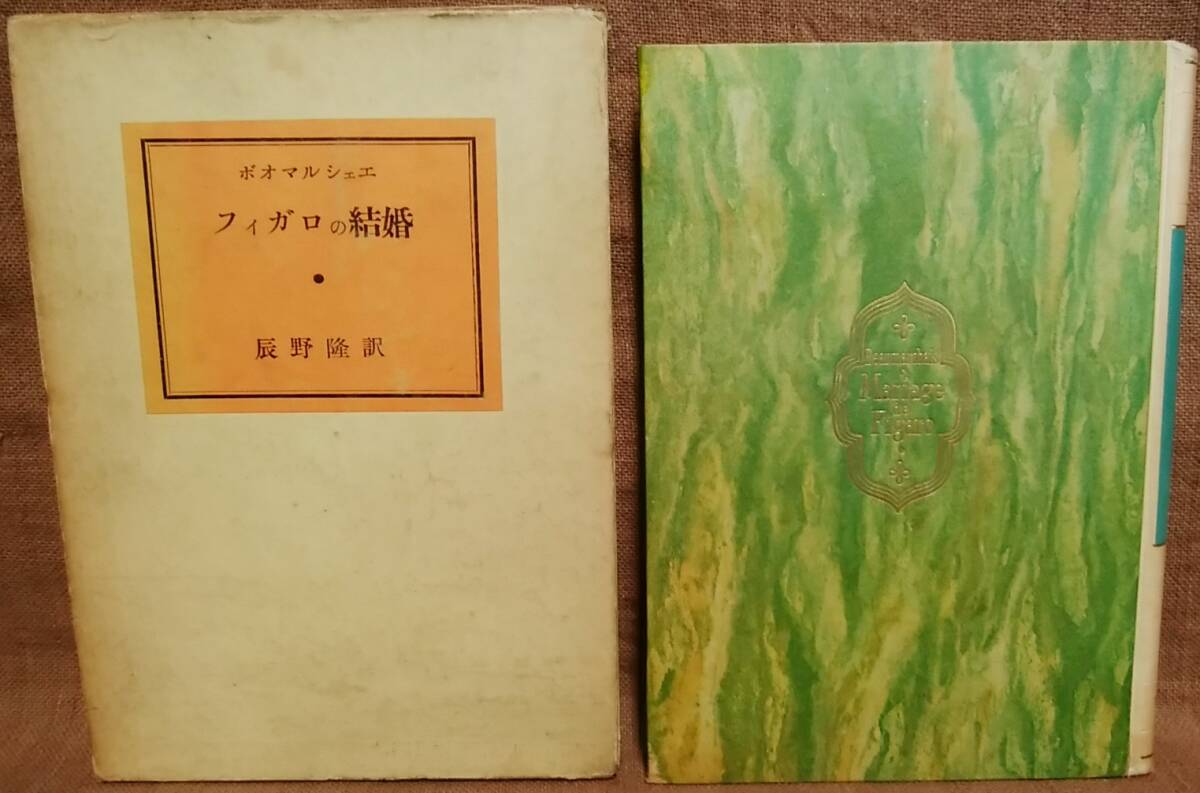 ボオマルシェエ
フィガロの結婚
辰野隆訳
Beaumarchais
Mariage
de
Figaro